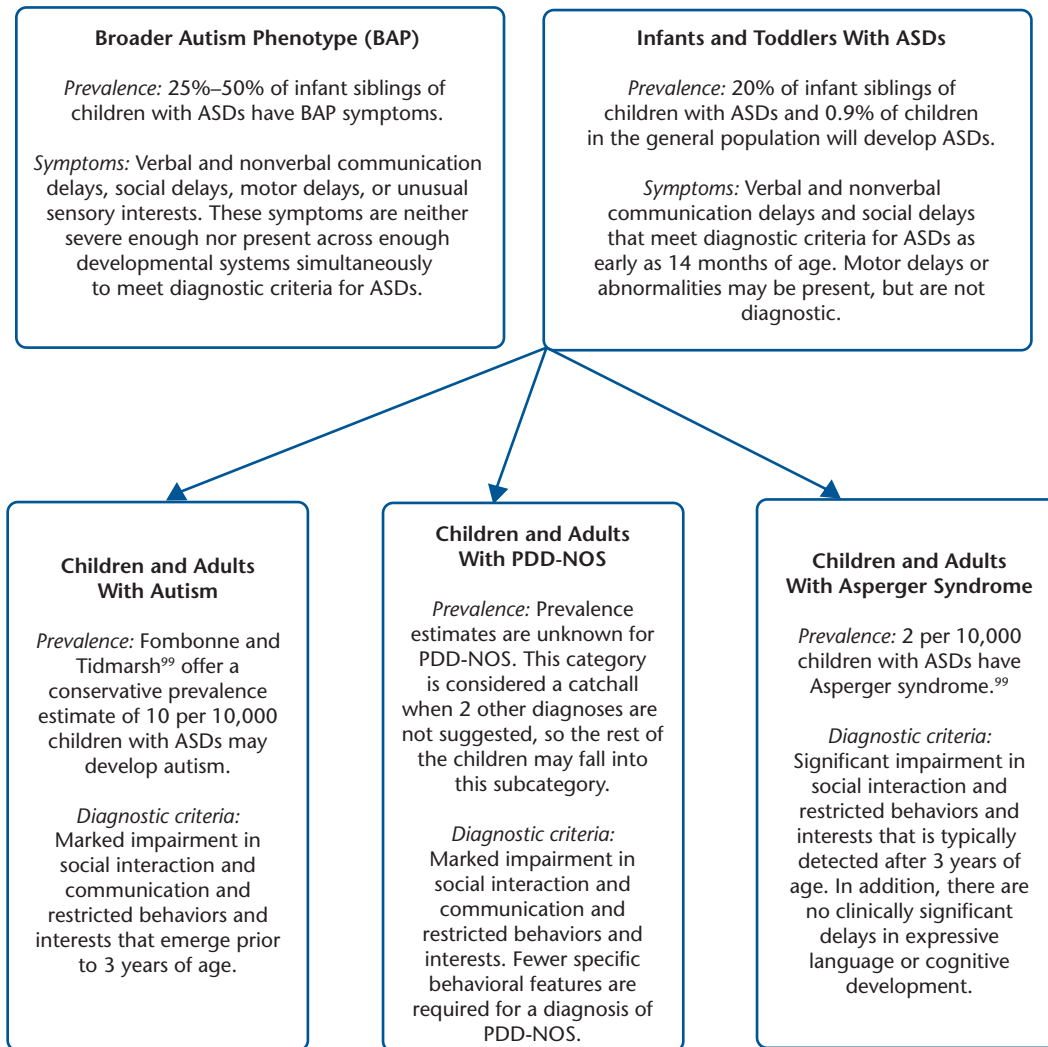 Broader Autism Phenotype (BAP)
Prevalence: 25%–50% of infant siblings of
children with ASDs have BAP symptoms.
Symptoms: Verbal and nonverbal communication
delays, social delays, motor delays, or unusual
sensory interests. These symptoms are neither
severe enough nor present across enough
developmental systems simultaneously
to meet diagnostic criteria for ASDs.
Infants and Toddlers With ASDs
Prevalence: 20% of infant siblings of
children with ASDs and 0.9% of children
in the general population will develop ASDs.
Symptoms: Verbal and nonverbal
communication delays and social delays
that meet diagnostic criteria for ASDs as
early as 14 months of age. Motor delays or
abnormalities may be present, but are not
diagnostic.
Children and Adults
With Autism
Prevalence: Fombonne and
Tidmarsh⁹⁹ offer a
conservative prevalence
estimate of 10 per 10,000
children with ASDs may
develop autism.
Diagnostic criteria:
Marked impairment in
social interaction and
communication and
restricted behaviors and
interests that emerge prior
to 3 years of age.
Children and Adults
With PDD-NOS
Prevalence: Prevalence
estimates are unknown for
PDD-NOS. This category
is considered a catchall
when 2 other diagnoses are
not suggested, so the rest of
the children may fall into
this subcategory.
Diagnostic criteria:
Marked impairment in
social interaction and
communication and
restricted behaviors and
interests. Fewer specific
behavioral features are
required for a diagnosis of
PDD-NOS.
Children and Adults
With Asperger Syndrome
Prevalence: 2 per 10,000
children with ASDs have
Asperger syndrome.⁹⁹
Diagnostic criteria:
Significant impairment in
social interaction and
restricted behaviors and
interests that is typically
detected after 3 years of
age. In addition, there are
no clinically significant
delays in expressive
language or cognitive
development.